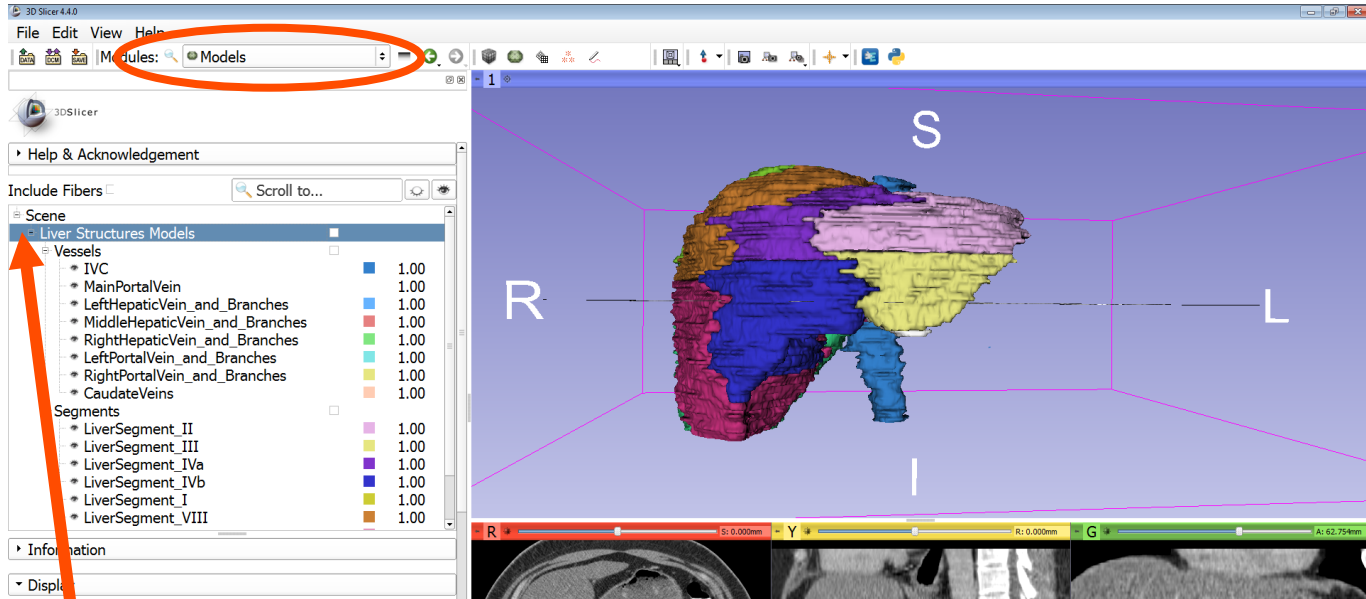 3D Slicer 4.4.0
File Edit View Help
DATA DCM SAVE Modules: Models
1
3DSlicer
Help & Acknowledgement
Include Fibers Scroll to...
Scene
Liver Structures Models
Vessels
IVC 1.00
MainPortalVein 1.00
LeftHepaticVein_and_Branches 1.00
MiddleHepaticVein_and_Branches 1.00
RightHepaticVein_and_Branches 1.00
LeftPortalVein_and_Branches 1.00
RightPortalVein_and_Branches 1.00
CaudateVeins 1.00
Segments
LiverSegment_II 1.00
LiverSegment_III 1.00
LiverSegment_IVa 1.00
LiverSegment_IVb 1.00
LiverSegment_I 1.00
LiverSegment_VIII 1.00
Information
Display
S
R
L
I
R S: 0.000mm
Y R: 0.000mm
G A: 62.754mm